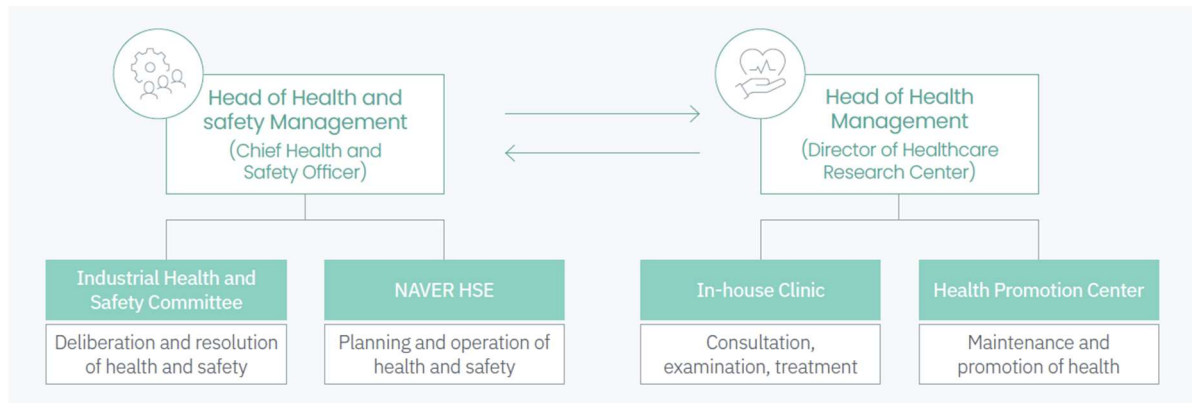 Head of Health and
safety Management
(Chief Health and
Safety Officer)
Head of Health
Management
(Director of Healthcare
Research Center)
Industrial Health and
Safety Committee
Deliberation and resolution
of health and safety
NAVER HSE
Planning and operation of
health and safety
In-house Clinic
Consultation,
examination, treatment
Health Promotion Center
Maintenance and
promotion of health